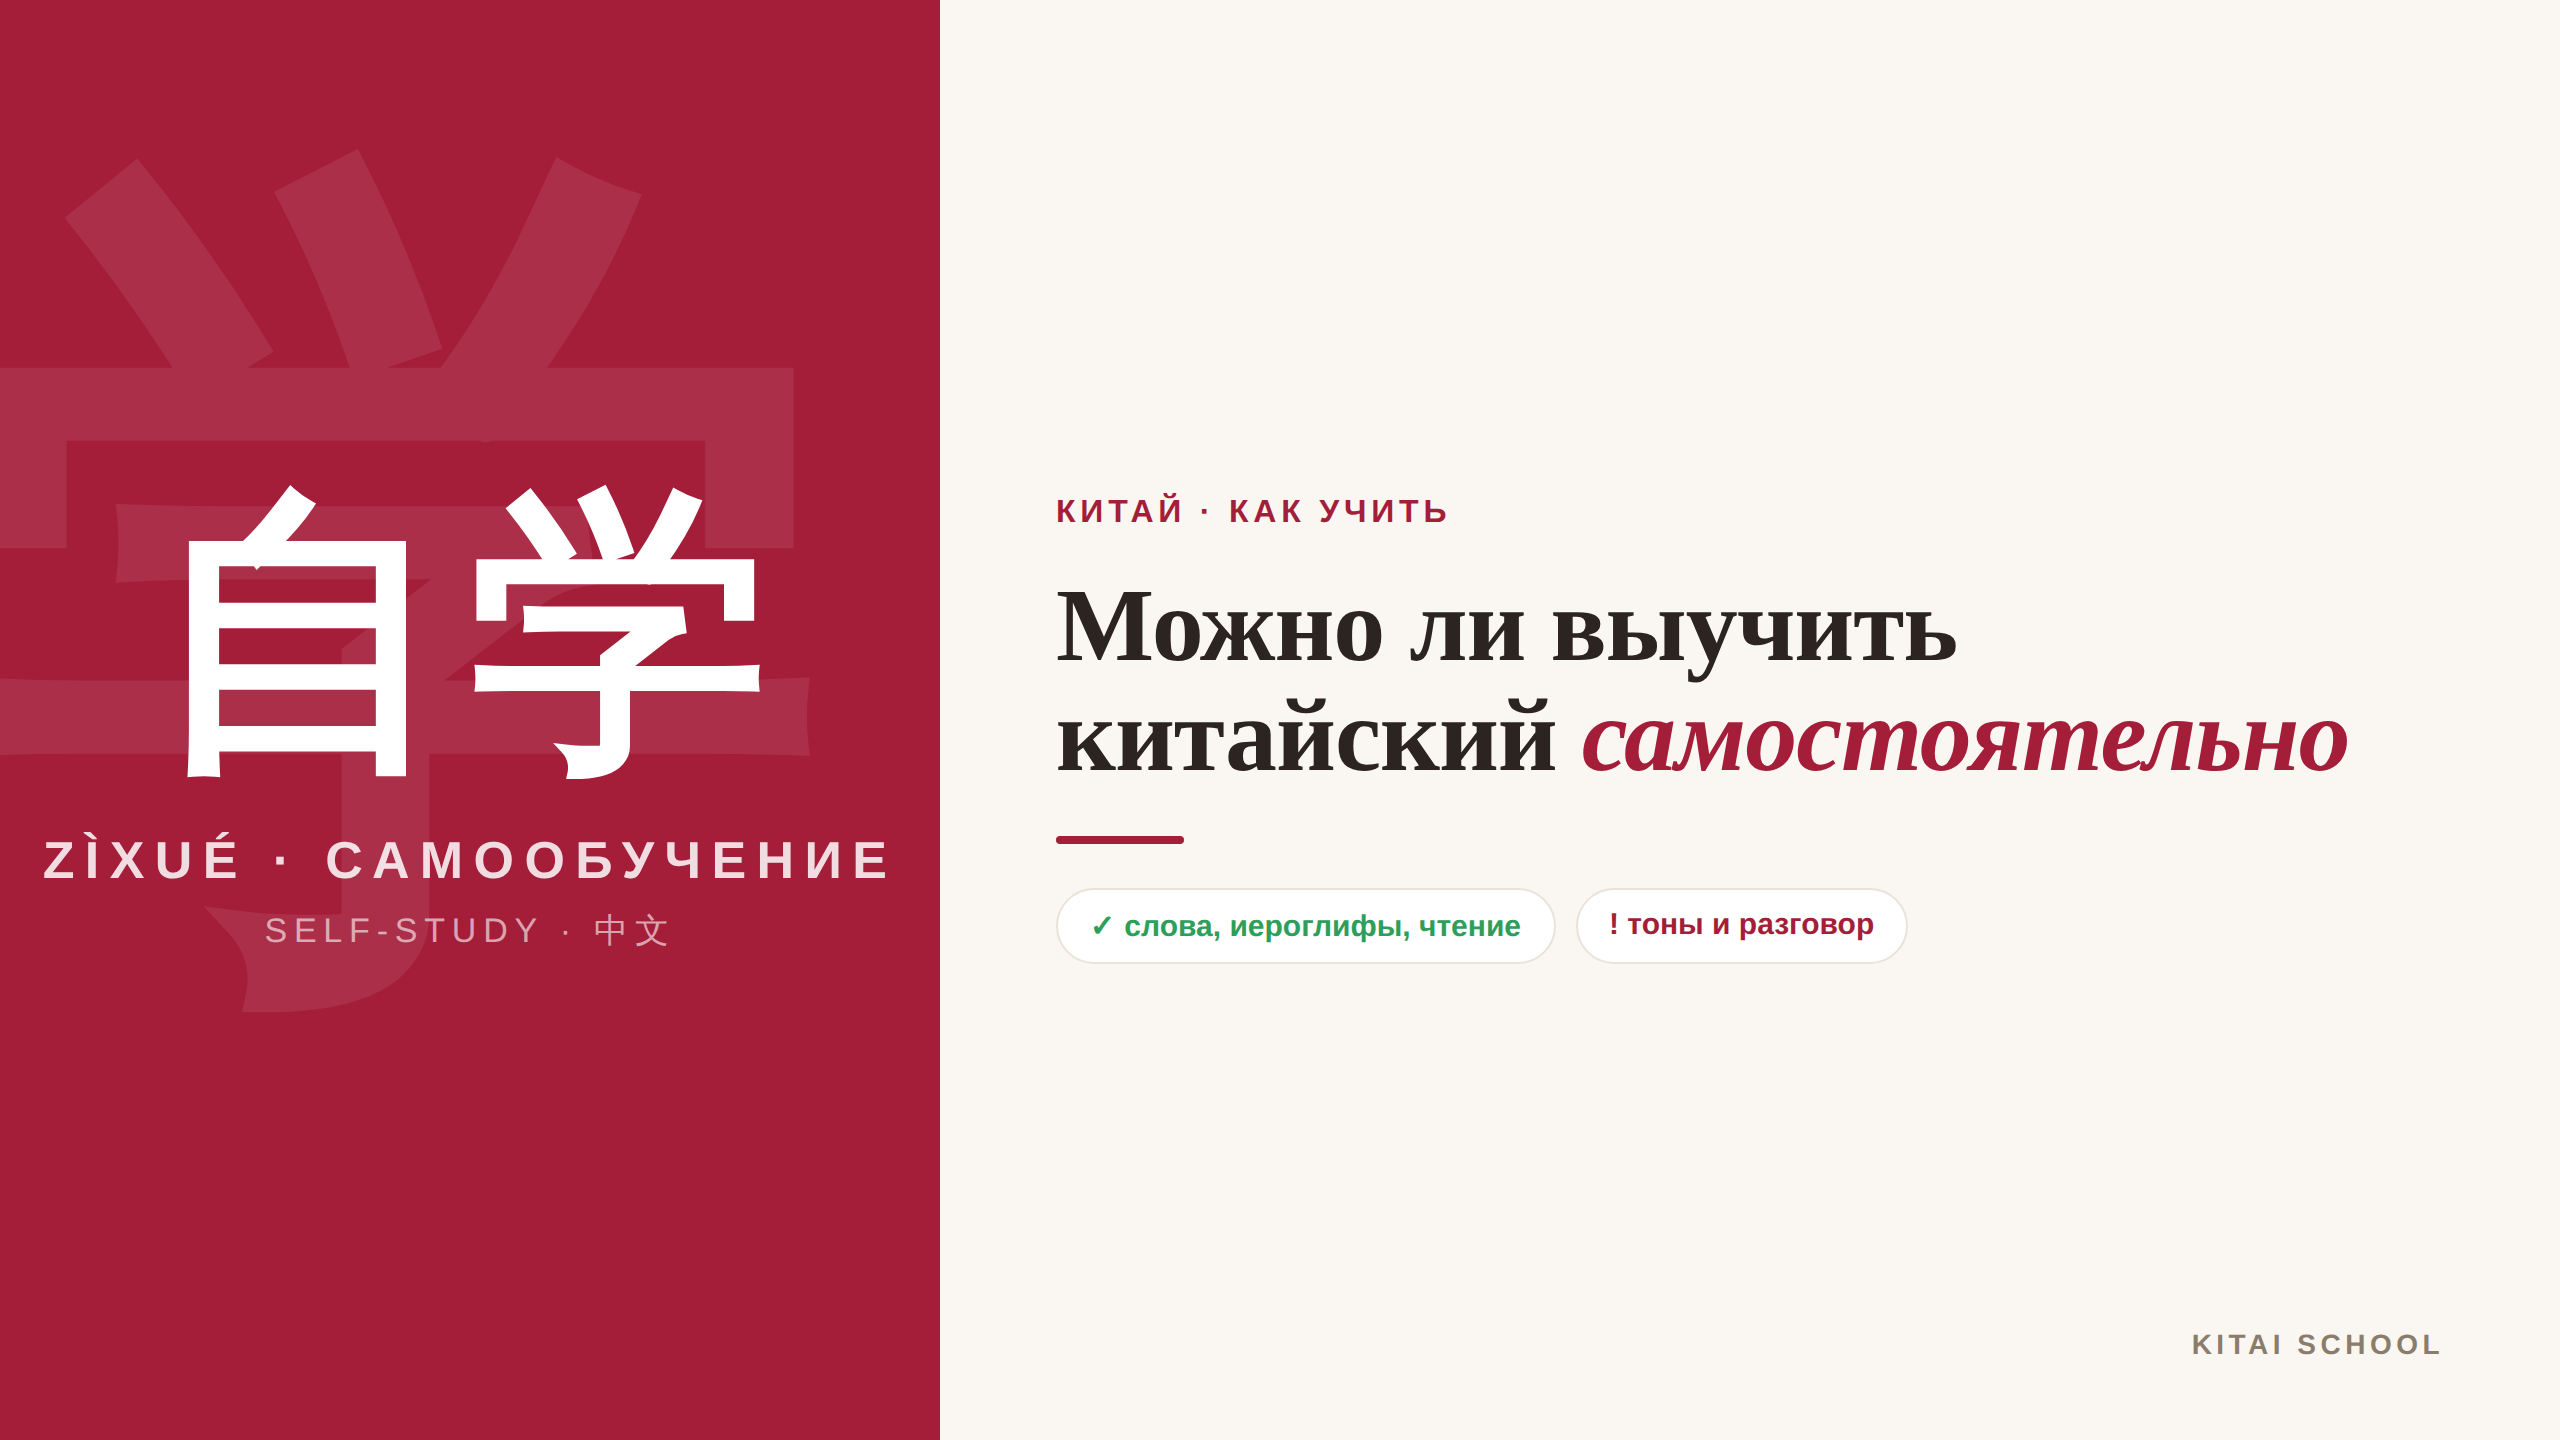 自学
ZÌXUÉ · САМООБУЧЕНИЕ
SELF-STUDY · 中文
КИТАЙ · КАК УЧИТЬ
Можно ли выучить
китайский самостоятельно
✓ слова, иероглифы, чтение
! тоны и разговор
KITAI SCHOOL